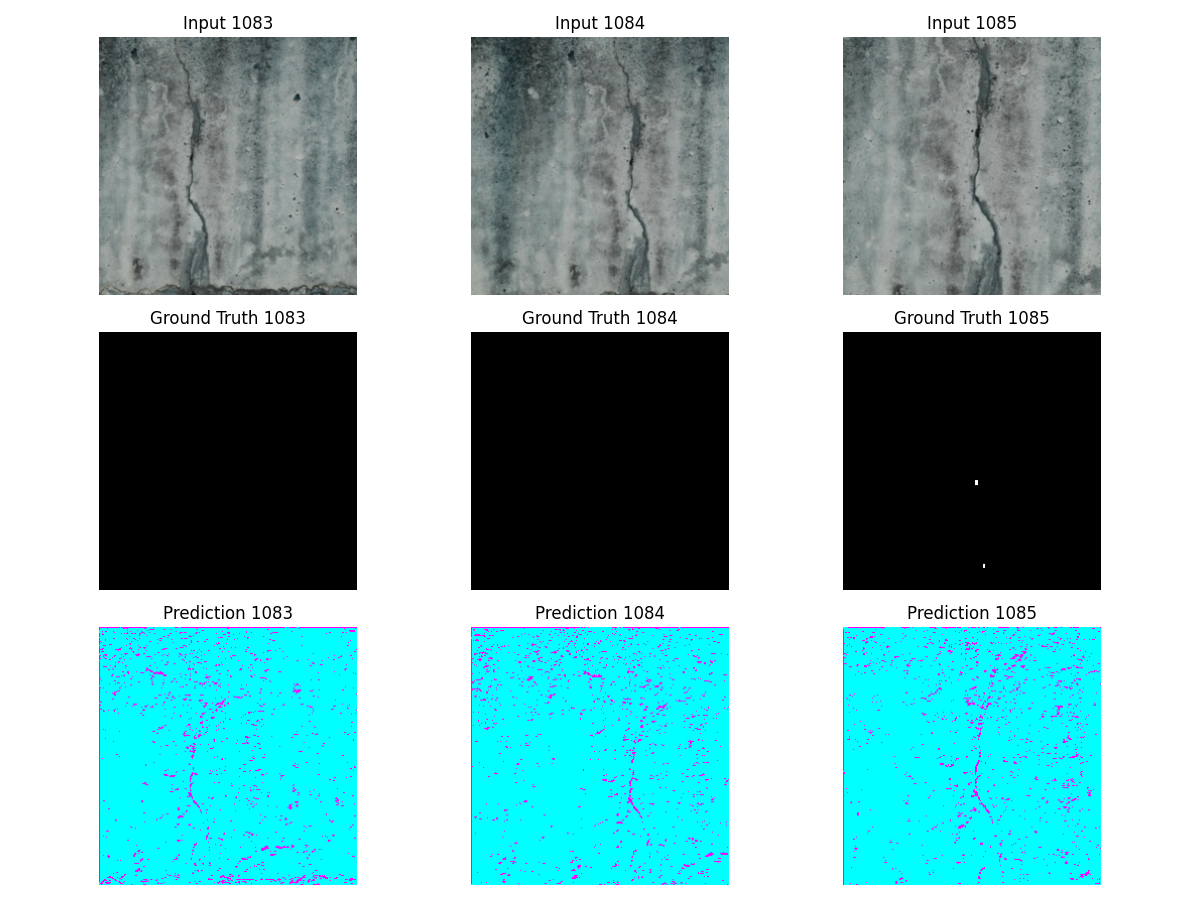 Input 1083
Input 1084
Input 1085
Ground Truth 1083
Ground Truth 1084
Ground Truth 1085
Prediction 1083
Prediction 1084
Prediction 1085